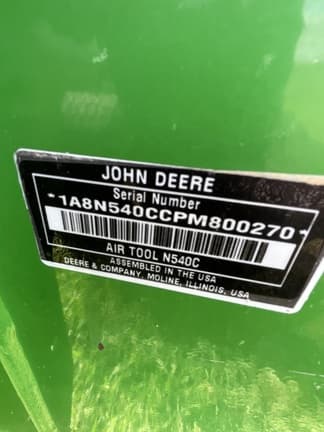 JOHN DEERE
Serial Number
*1A8N540CCPM800270*
AIR TOOL N540C
ASSEMBLED IN THE USA
DEERE & COMPANY, MOLINE, ILLINOIS, USA